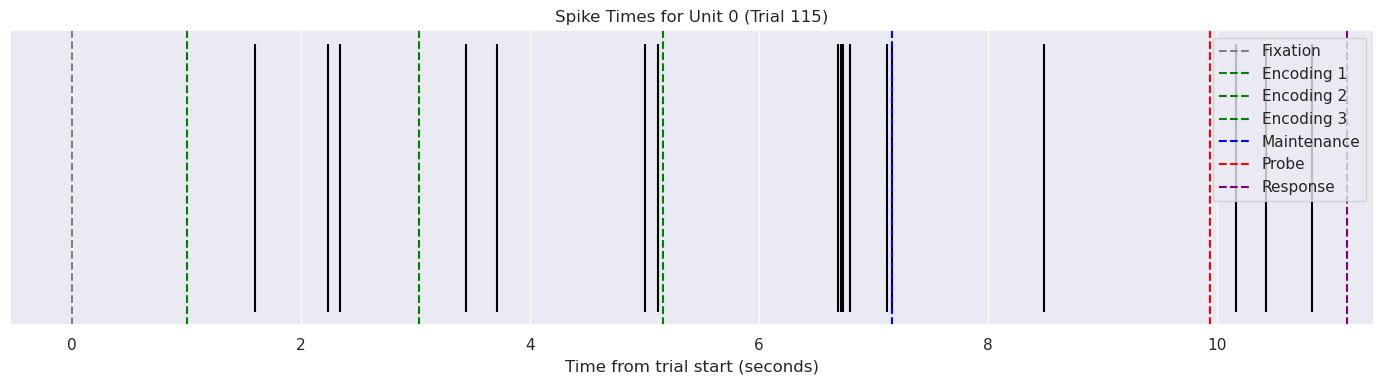 Spike Times for Unit 0 (Trial 115)
Fixation
Encoding 1
Encoding 2
Encoding 3
Maintenance
Probe
Response
0 2 4 6 8 10
Time from trial start (seconds)